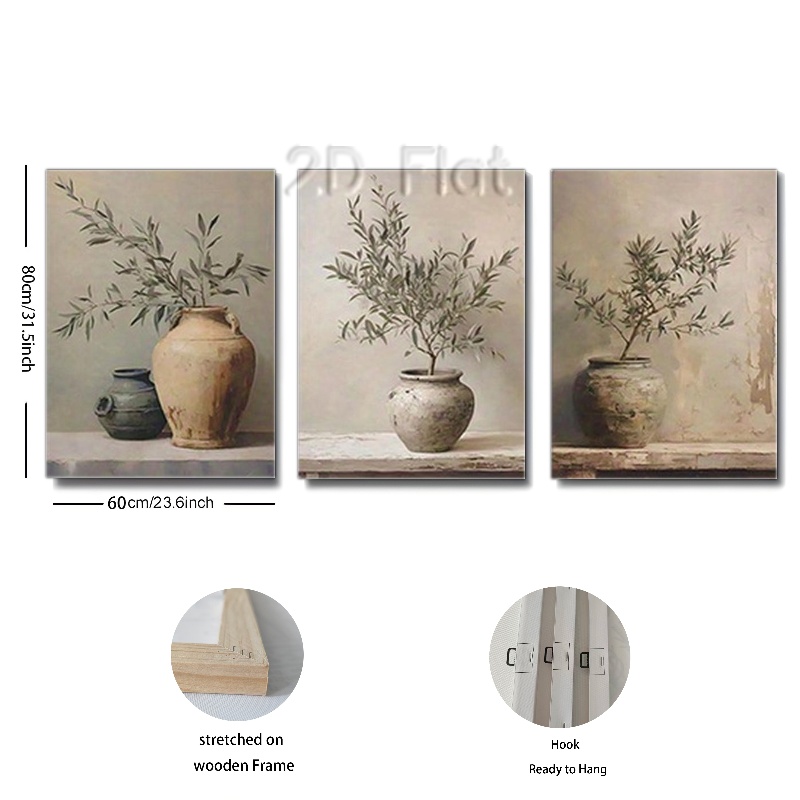 2D Flat
80cm/31.5inch
60cm/23.6inch
stretched on
wooden Frame
Hook
Ready to Hang